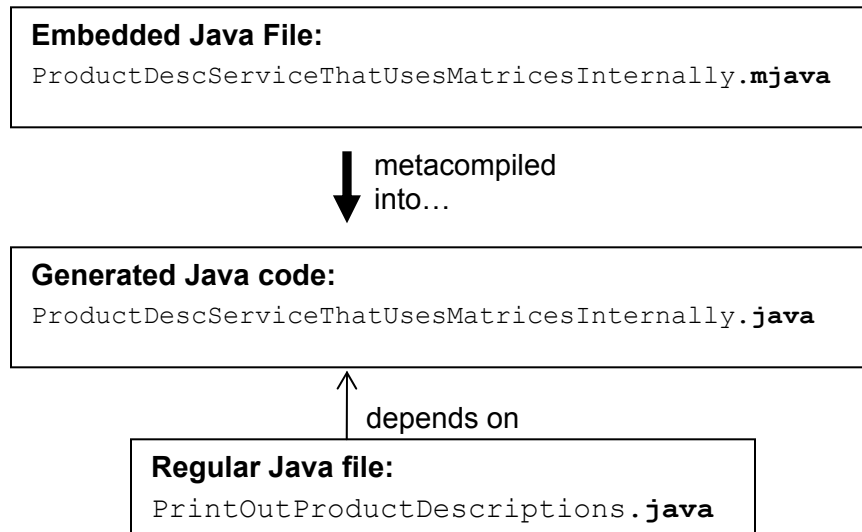 Embedded Java File:
ProductDescServiceThatUsesMatricesInternally.mjava
metacompiled
into…
Generated Java code:
ProductDescServiceThatUsesMatricesInternally.java
depends on
Regular Java file:
PrintOutProductDescriptions.java